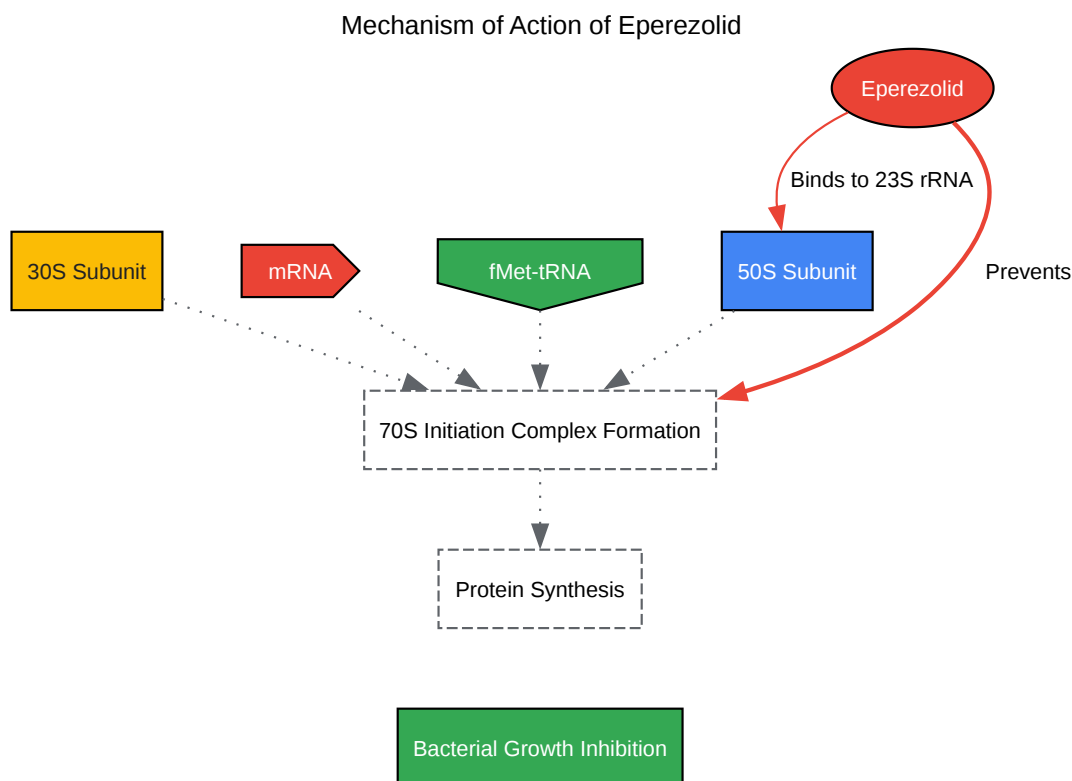 Mechanism of Action of Eperezolid
Eperezolid
Binds to 23S rRNA
30S Subunit
mRNA
fMet-tRNA
50S Subunit
Prevents
70S Initiation Complex Formation
Protein Synthesis
Bacterial Growth Inhibition